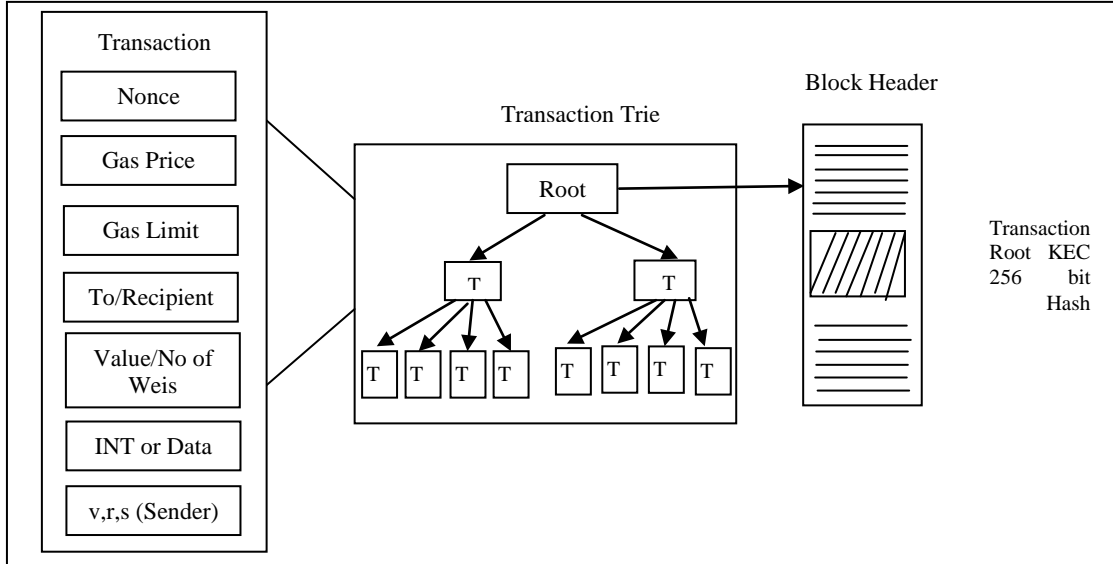 Transaction
Nonce
Gas Price
Gas Limit
To/Recipient
Value/No of
Weis
INT or Data
v,r,s (Sender)
Transaction Trie
Root
T
T
T
T
T
T
T
T
T
T
Block Header
Transaction
Root KEC
256 bit
Hash